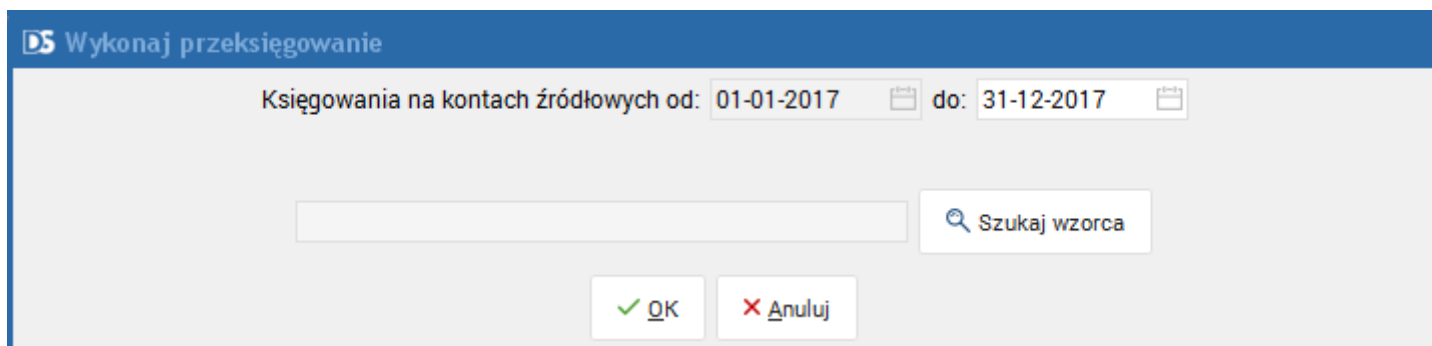 DS Wykonaj przeksięgowanie
Księgowania na kontach źródłowych od: 01-01-2017 do: 31-12-2017
Szukaj wzorca
OK Anuluj